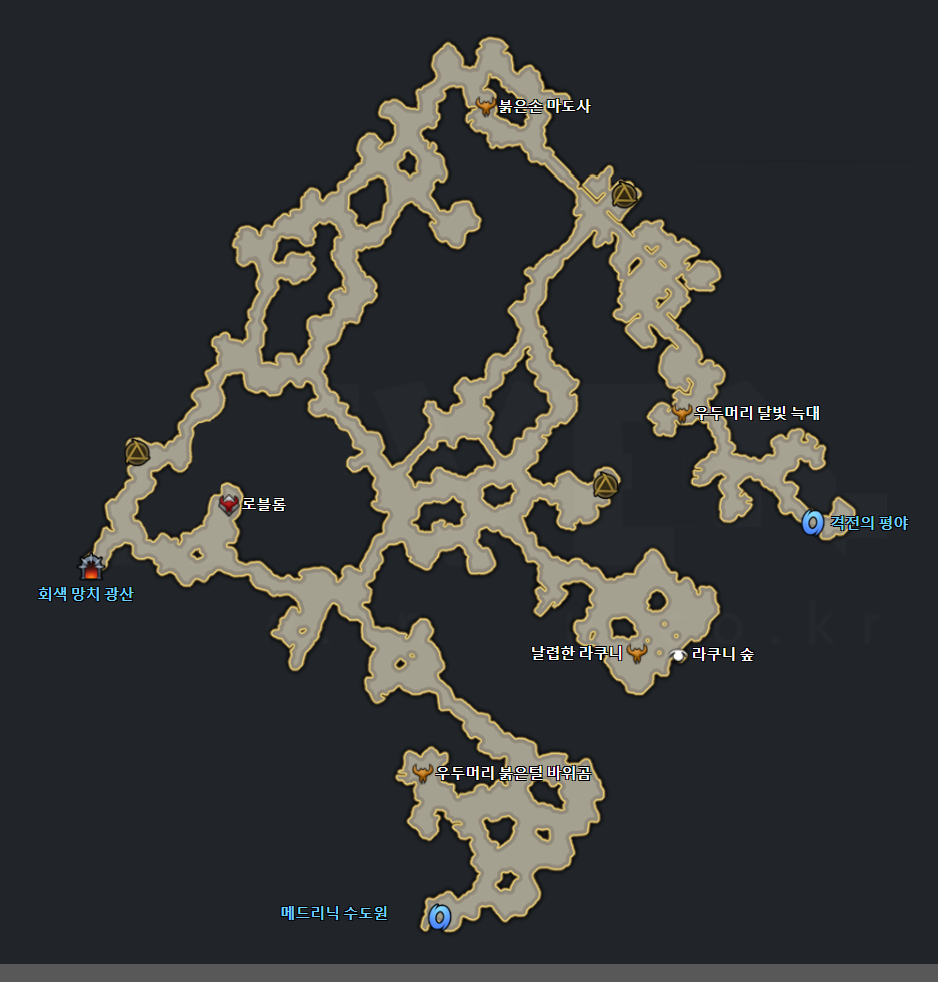 붉은손 마도사
우두머리 달빛 늑대
로블롬
격전의 평야
회색 망치 광산
날렵한 라쿠니
라쿠니 숲
우두머리 붉은털 바위곰
메드리닉 수도원